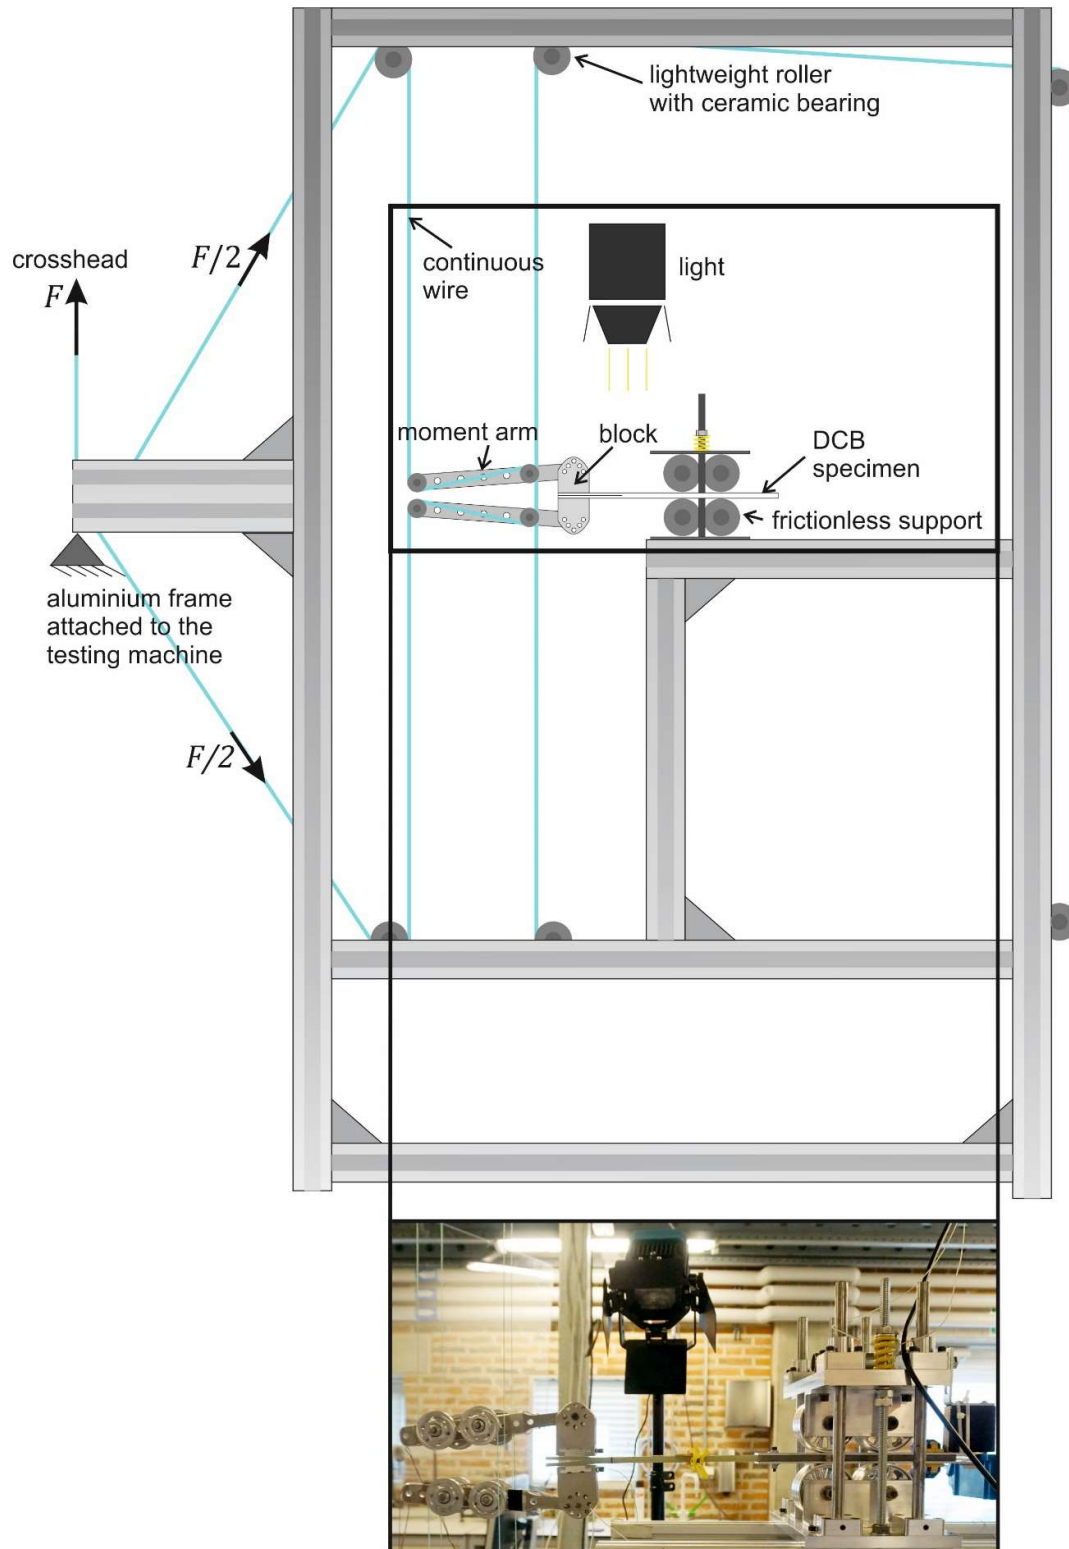 lightweight roller
with ceramic bearing
crosshead
F
F/2
continuous
wire
light
moment arm
block
DCB
specimen
frictionless support
aluminium frame
attached to the
testing machine
F/2